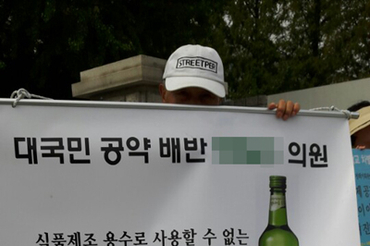 STREETPER
대국민 공약 배반 의원
식품제조 용수로 사용할 수 없는